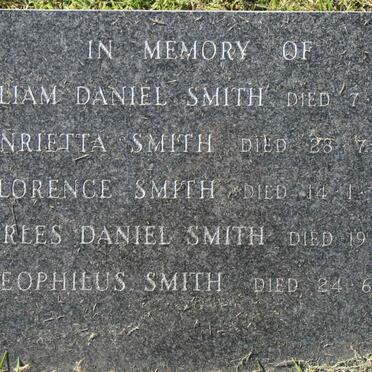 IN MEMORY OF
LIAM DANIEL SMITH DIED 7·
NRIETTA SMITH DIED 28·7
LORENCE SMITH DIED 14·1·
RLES DANIEL SMITH DIED 19
EOPHILUS SMITH DIED 24·6